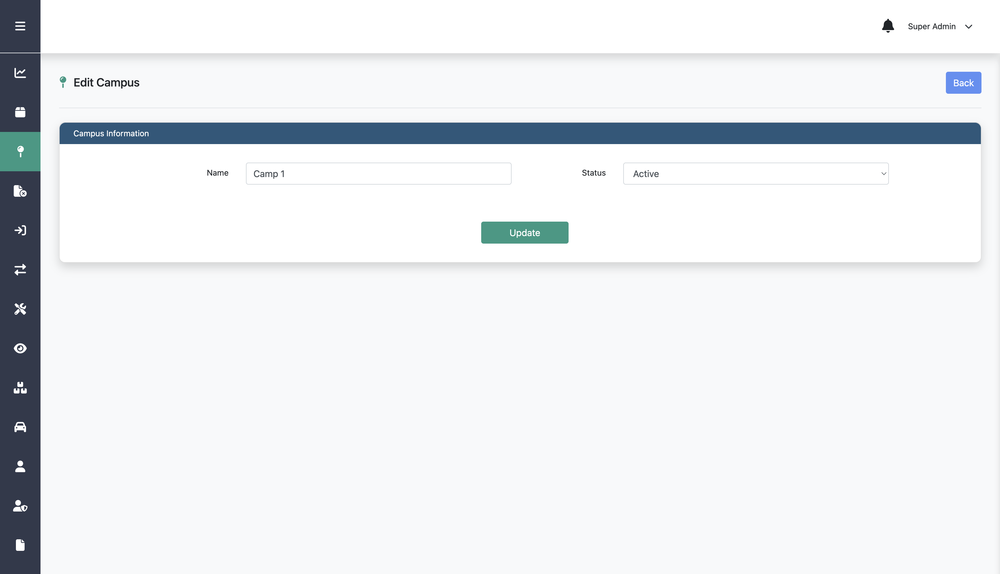 Super Admin
Edit Campus
Back
Campus Information
Name
Camp 1
Status
Active
Update